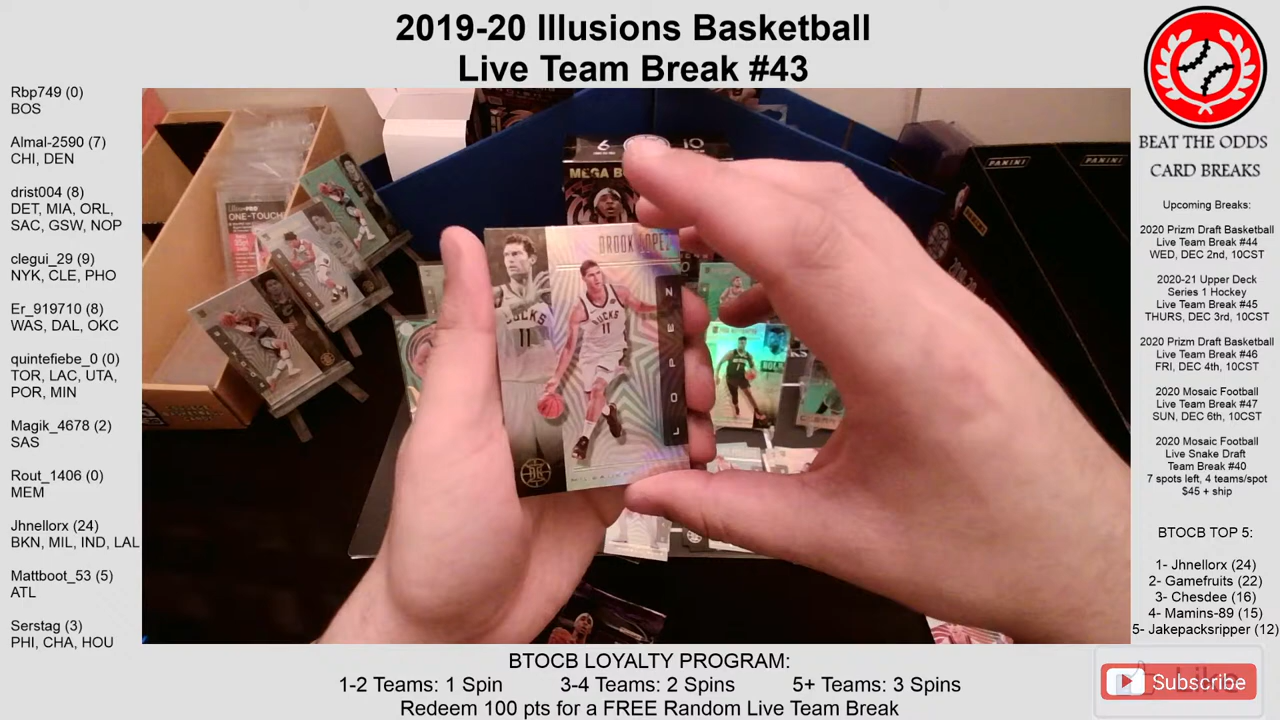 2019-20 Illusions Basketball
Live Team Break #43
Rbp749 (0)
BOS
Almal-2590 (7)
CHI, DEN
drist004 (8)
DET, MIA, ORL,
SAC, GSW, NOP
clegui_29 (9)
NYK, CLE, PHO
Er_919710 (8)
WAS, DAL, OKC
quintefiebe_0 (0)
TOR, LAC, UTA,
POR, MIN
Magik_4678 (2)
SAS
Rout_1406 (0)
MEM
Jhnellorx (24)
BKN, MIL, IND, LAL
Mattboot_53 (5)
ATL
Serstag (3)
PHI, CHA, HOU
6
10
MEGA
ONE-TOUCH
PANINI
PANINI
BROOK LOPEZ
BUCKS
11
BUCKS
11
LOPEZ
BEAT THE ODDS
CARD BREAKS
Upcoming Breaks:
2020 Prizm Draft Basketball
Live Team Break #44
WED, DEC 2nd, 10CST
2020-21 Upper Deck
Series 1 Hockey
Live Team Break #45
THURS, DEC 3rd, 10CST
2020 Prizm Draft Basketball
Live Team Break #46
FRI, DEC 4th, 10CST
2020 Mosaic Football
Live Team Break #47
SUN, DEC 6th, 10CST
2020 Mosaic Football
Live Snake Draft
Team Break #40
7 spots left, 4 teams/spot
$45 + ship
BTOCB TOP 5:
1- Jhnellorx (24)
2- Gamefruits (22)
3- Chesdee (16)
4- Mamins-89 (15)
5- Jakepacksripper (12)
BTOCB LOYALTY PROGRAM:
1-2 Teams: 1 Spin 3-4 Teams: 2 Spins 5+ Teams: 3 Spins
Redeem 100 pts for a FREE Random Live Team Break
Subscribe